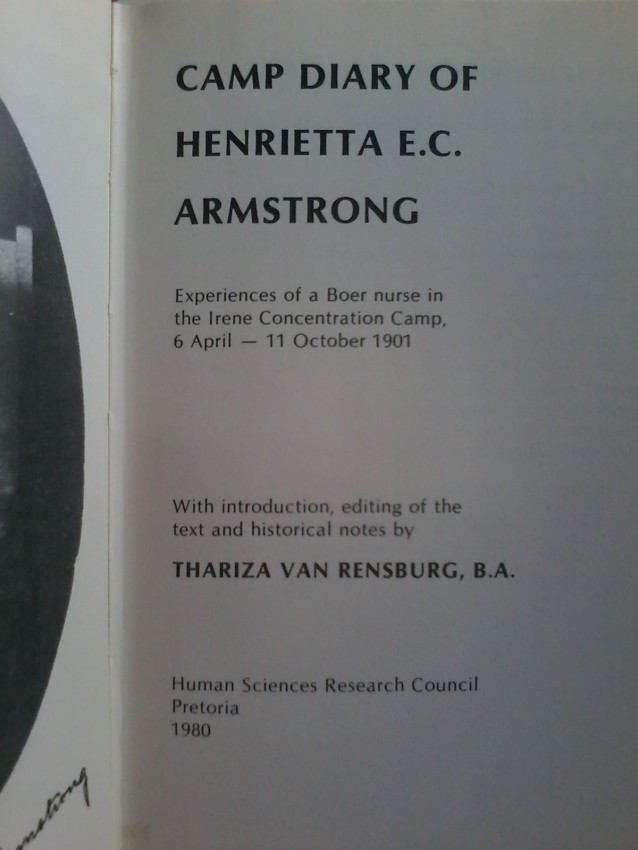 CAMP DIARY OF
HENRIETTA E.C.
ARMSTRONG
Experiences of a Boer nurse in
the Irene Concentration Camp,
6 April — 11 October 1901
With introduction, editing of the
text and historical notes by
THARIZA VAN RENSBURG, B.A.
Human Sciences Research Council
Pretoria
1980